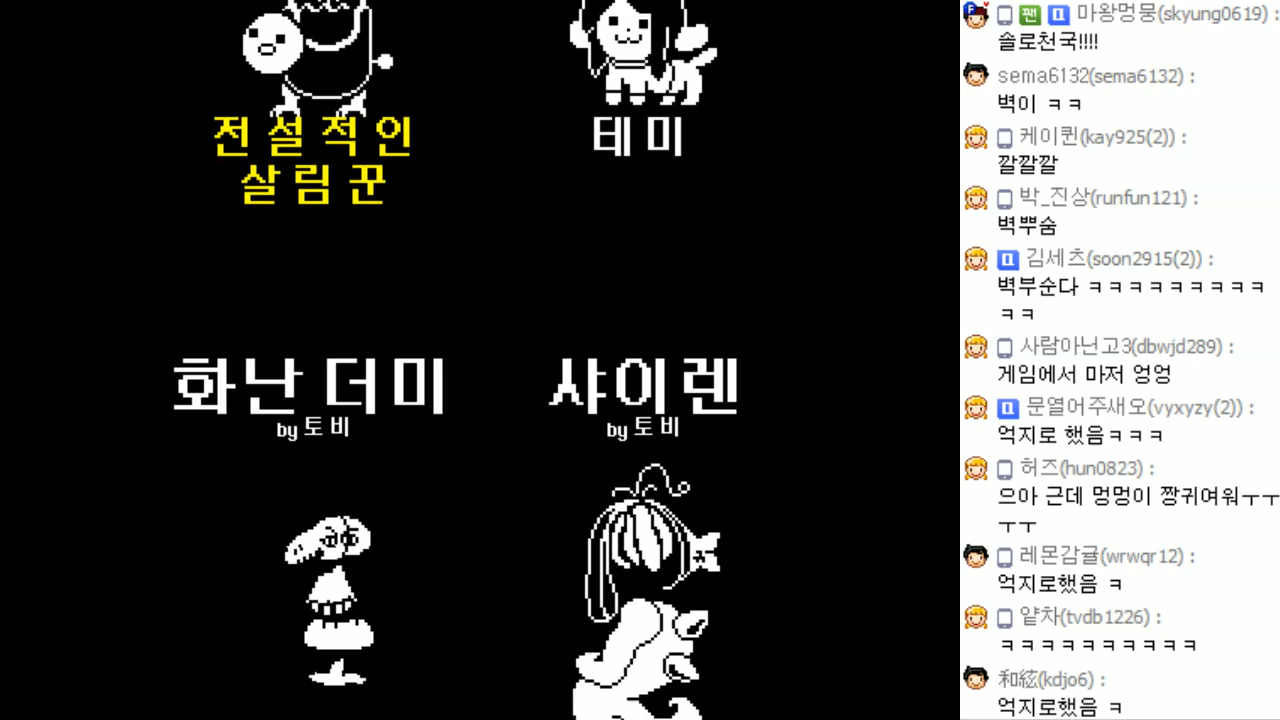 전설적인
살림꾼
테미
화난 더미
by 토비
샤이렌
by 토비
마왕멍뭉(skyung0619) :
솔로천국!!!!
sema6132(sema6132) :
벽이 ㅋㅋ
케이퀸(kay925(2)) :
깔깔깔
박_진상(runfun121) :
벽뿌숨
김세츠(soon2915(2)) :
벽부순다 ㅋㅋㅋㅋㅋㅋㅋㅋㅋ
ㅋㅋ
사람아닌고3(dbwjd289) :
게임에서 마저 엉엉
문열어주새오(vyxyzy(2)) :
억지로 했음ㅋㅋㅋ
허즈(hun0823) :
으아 근데 멍멍이 짱귀여워ㅜㅜ
ㅜㅜ
레몬감귤(wrwqr12) :
억지로했음 ㅋ
얕차(tvdb1226) :
ㅋㅋㅋㅋㅋㅋㅋㅋㅋㅋ
和絃(kdjo6) :
억지로했음 ㅋ